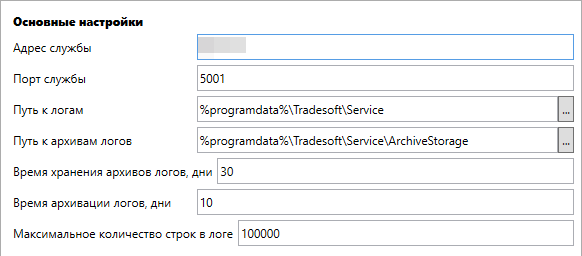 Основные настройки
Адрес службы
Порт службы 5001
Путь к логам %programdata%\Tradesoft\Service ...
Путь к архивам логов %programdata%\Tradesoft\Service\ArchiveStorage ...
Время хранения архивов логов, дни 30
Время архивации логов, дни 10
Максимальное количество строк в логе 100000